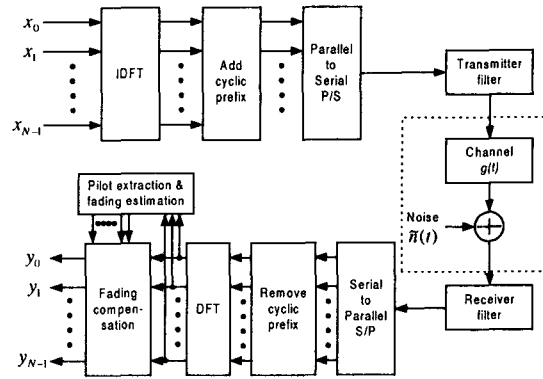 x0
x1
xN−1
IDFT
Add
cyclic
prefix
Parallel
to
Serial
P/S
Transmitter
filter
Channel
g(t)
Noise
ñ(t)
Receiver
filter
Pilot extraction &
fading estimation
y0
y1
yN−1
Fading
compen-
sation
DFT
Remove
cyclic
prefix
Serial
to
Parallel
S/P